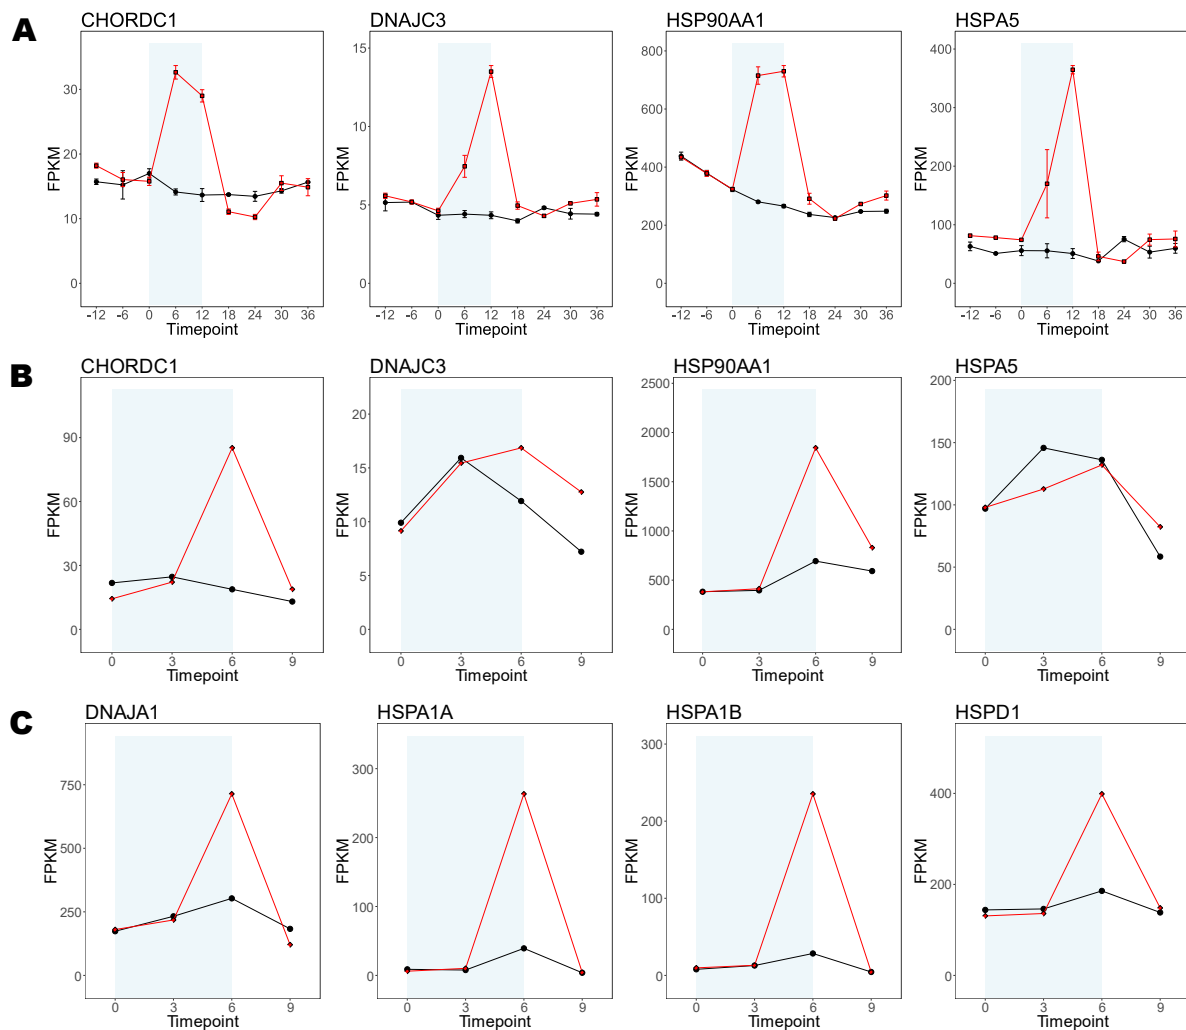 A
CHORDC1
DNAJC3
HSP90AA1
HSPA5
FPKM
30
20
10
0
-12 -6 0 6 12 18 24 30 36
Timepoint
FPKM
15
10
5
0
-12 -6 0 6 12 18 24 30 36
Timepoint
FPKM
800
600
400
200
0
-12 -6 0 6 12 18 24 30 36
Timepoint
FPKM
400
300
200
100
0
-12 -6 0 6 12 18 24 30 36
Timepoint
B
CHORDC1
DNAJC3
HSP90AA1
HSPA5
FPKM
90
60
30
0
0 3 6 9
Timepoint
FPKM
20
15
10
5
0
0 3 6 9
Timepoint
FPKM
2500
2000
1500
1000
500
0
0 3 6 9
Timepoint
FPKM
200
150
100
50
0
0 3 6 9
Timepoint
C
DNAJA1
HSPA1A
HSPA1B
HSPD1
FPKM
750
500
250
0
0 3 6 9
Timepoint
FPKM
300
200
100
0
0 3 6 9
Timepoint
FPKM
300
200
100
0
0 3 6 9
Timepoint
FPKM
400
200
0
0 3 6 9
Timepoint